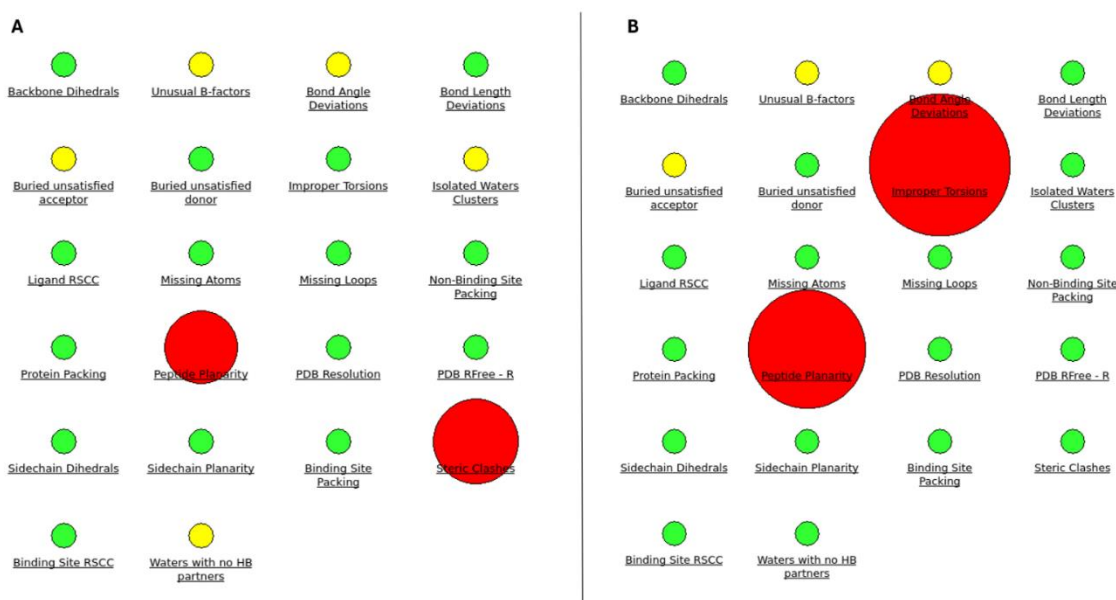 A
Backbone Dihedrals
Unusual B-factors
Bond Angle
Deviations
Bond Length
Deviations
Buried unsatisfied
acceptor
Buried unsatisfied
donor
Improper Torsions
Isolated Waters
Clusters
Ligand RSCC
Missing Atoms
Missing Loops
Non-Binding Site
Packing
Protein Packing
Peptide Planarity
PDB Resolution
PDB RFree - R
Sidechain Dihedrals
Sidechain Planarity
Binding Site
Packing
Steric Clashes
Binding Site RSCC
Waters with no HB
partners
B
Backbone Dihedrals
Unusual B-factors
Bond Angle
Deviations
Bond Length
Deviations
Buried unsatisfied
acceptor
Buried unsatisfied
donor
Improper Torsions
Isolated Waters
Clusters
Ligand RSCC
Missing Atoms
Missing Loops
Non-Binding Site
Packing
Protein Packing
Peptide Planarity
PDB Resolution
PDB RFree - R
Sidechain Dihedrals
Sidechain Planarity
Binding Site
Packing
Steric Clashes
Binding Site RSCC
Waters with no HB
partners